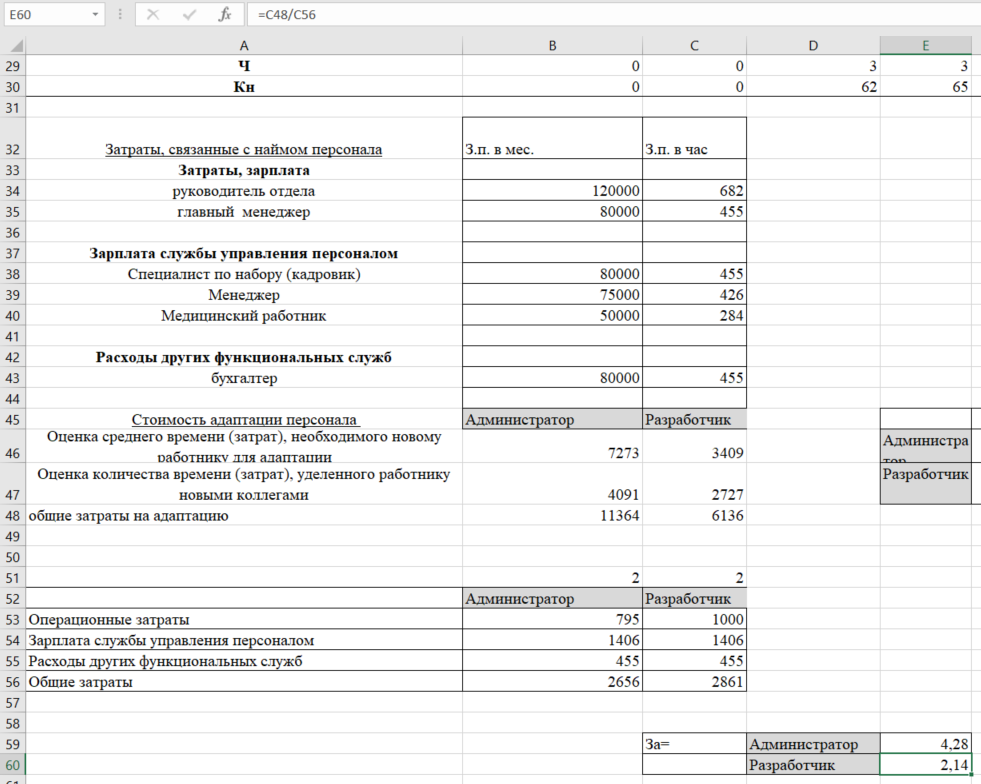 E60 fx =C48/C56
A B C D E
29 Ч 0 0 3 3
30 Кн 0 0 62 65
31
32 Затраты, связанные с наймом персонала З.п. в мес. З.п. в час
33 Затраты, зарплата
34 руководитель отдела 120000 682
35 главный менеджер 80000 455
36
37 Зарплата службы управления персоналом
38 Специалист по набору (кадровик) 80000 455
39 Менеджер 75000 426
40 Медицинский работник 50000 284
41
42 Расходы других функциональных служб
43 бухгалтер 80000 455
44
45 Стоимость адаптации персонала Администратор Разработчик
Оценка среднего времени (затрат), необходимого новому
46 работнику для адаптации 7273 3409 Администра
тор
Оценка количества времени (затрат), уделенного работнику Разработчик
47 новыми коллегами 4091 2727
48 общие затраты на адаптацию 11364 6136
49
50
51 2 2
52 Администратор Разработчик
53 Операционные затраты 795 1000
54 Зарплата службы управления персоналом 1406 1406
55 Расходы других функциональных служб 455 455
56 Общие затраты 2656 2861
57
58
59 За= Администратор 4,28
60 Разработчик 2,14